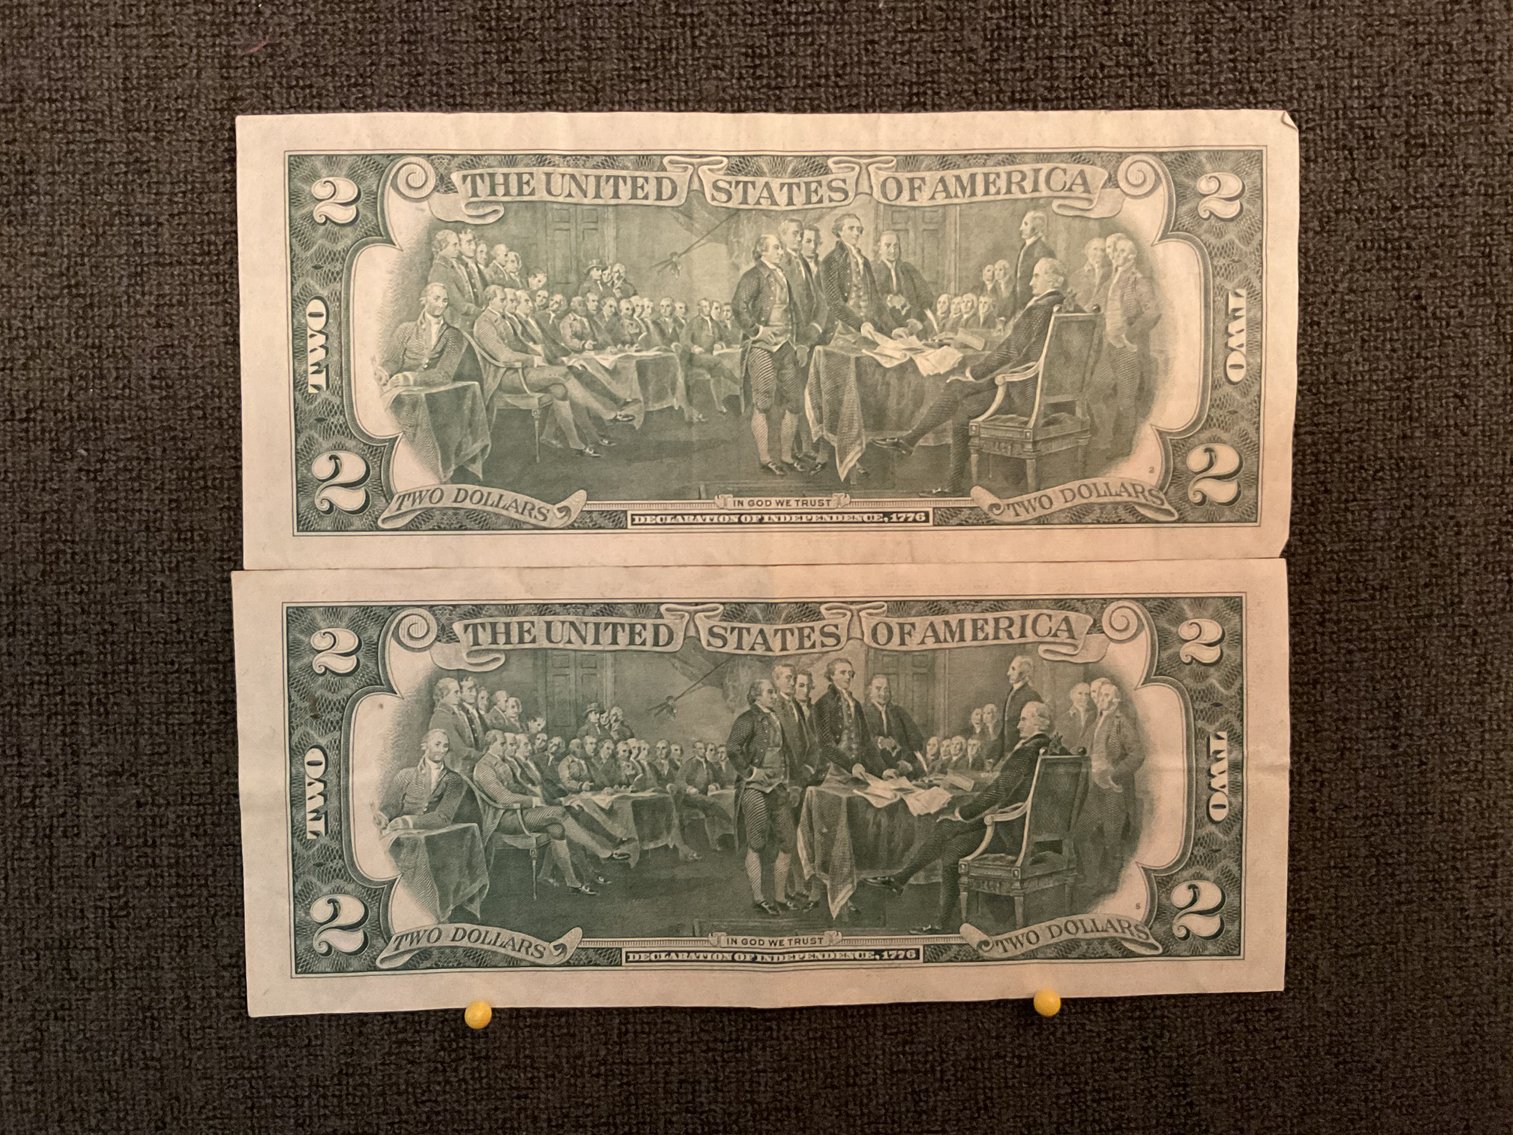 2 THE UNITED STATES OF AMERICA 2
TWO TWO
2 TWO DOLLARS IN GOD WE TRUST TWO DOLLARS 2
DECLARATION OF INDEPENDENCE, 1776
2 THE UNITED STATES OF AMERICA 2
TWO TWO
2 TWO DOLLARS IN GOD WE TRUST TWO DOLLARS 2
DECLARATION OF INDEPENDENCE, 1776